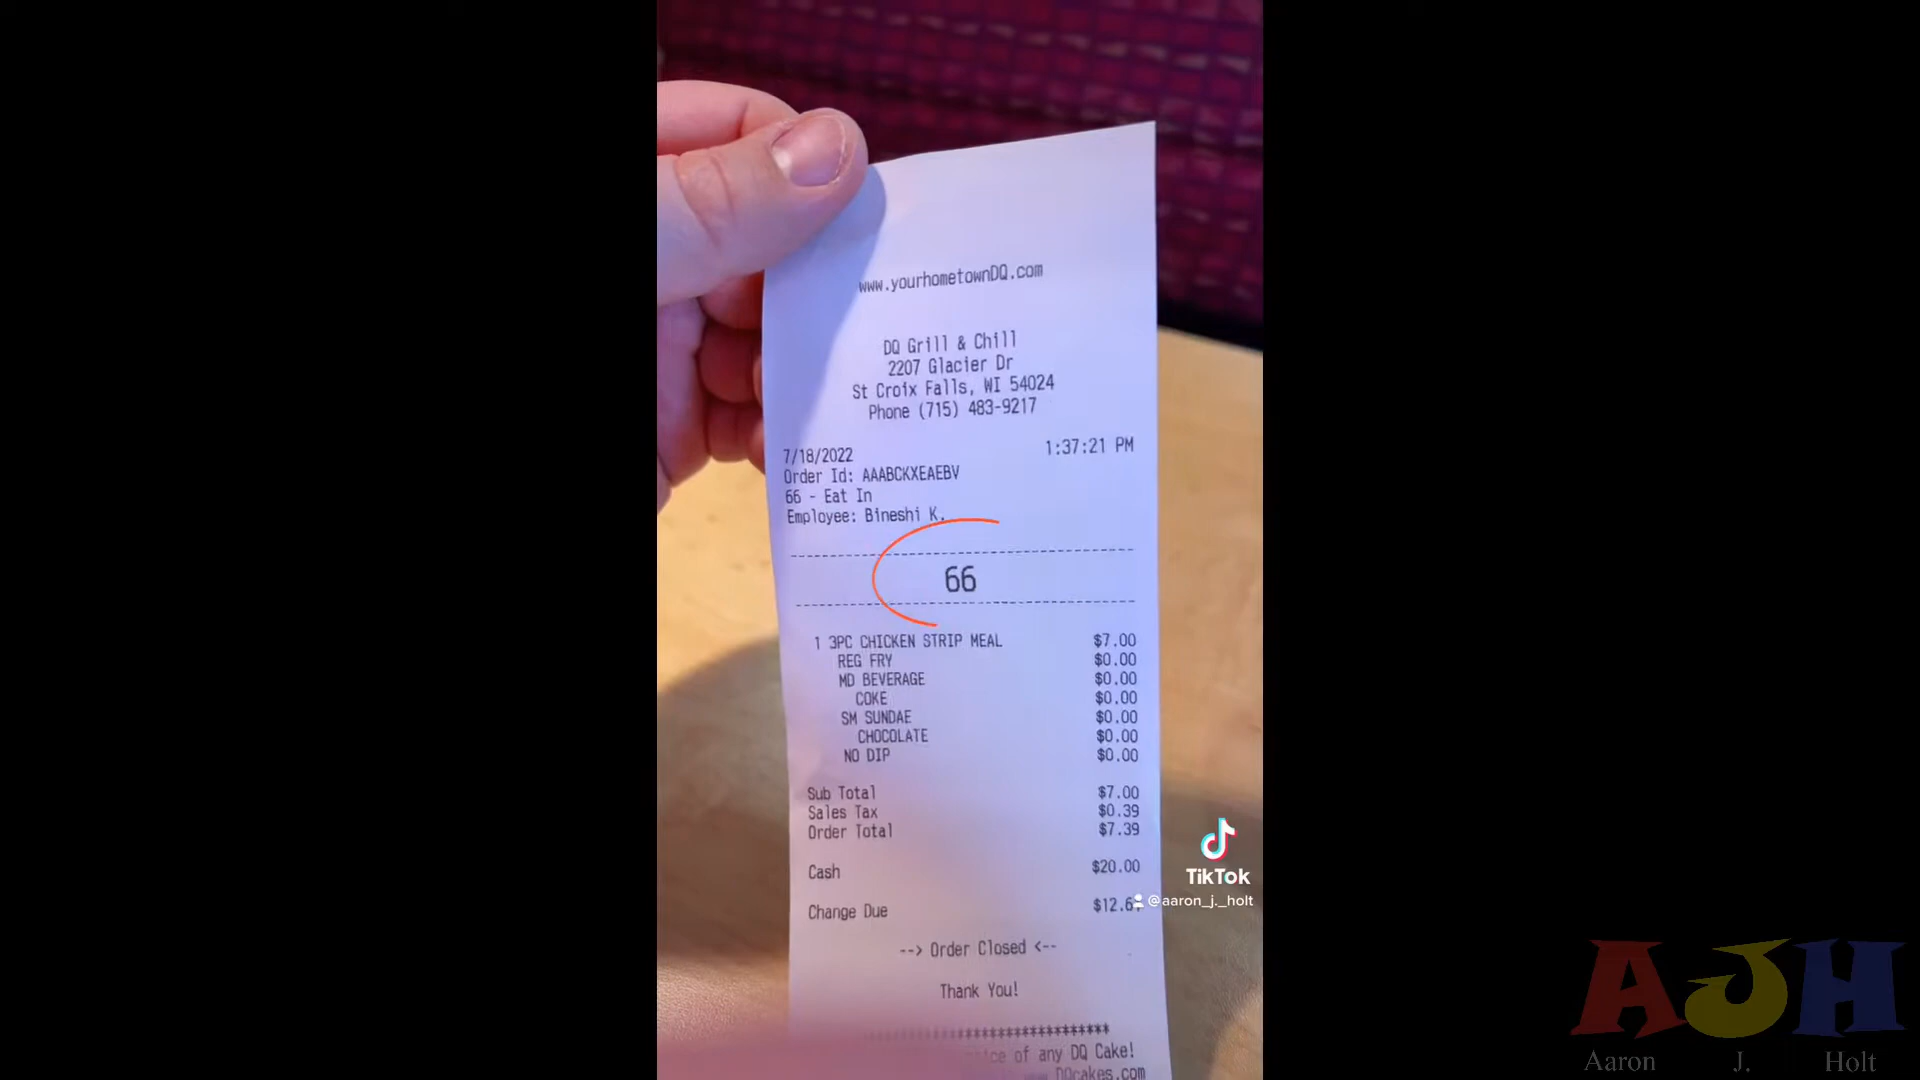 www.yourhometownDQ.com
DQ Grill & Chill
2207 Glacier Dr
St Croix Falls, WI 54024
Phone (715) 483-9217
7/18/2022 1:37:21 PM
Order Id: AAABCKXEAEBV
66 - Eat In
Employee: Bineshi K.
66
1 3PC CHICKEN STRIP MEAL $7.00
REG FRY $0.00
MD BEVERAGE $0.00
COKE $0.00
SM SUNDAE $0.00
CHOCOLATE $0.00
NO DIP $0.00
Sub Total $7.00
Sales Tax $0.39
Order Total $7.39
Cash $20.00
Change Due $12.61
--> Order Closed <--
Thank You!
of any DQ Cake!
DQcakes.com
TikTok
@aaron_j._holt
AJH
Aaron J. Holt